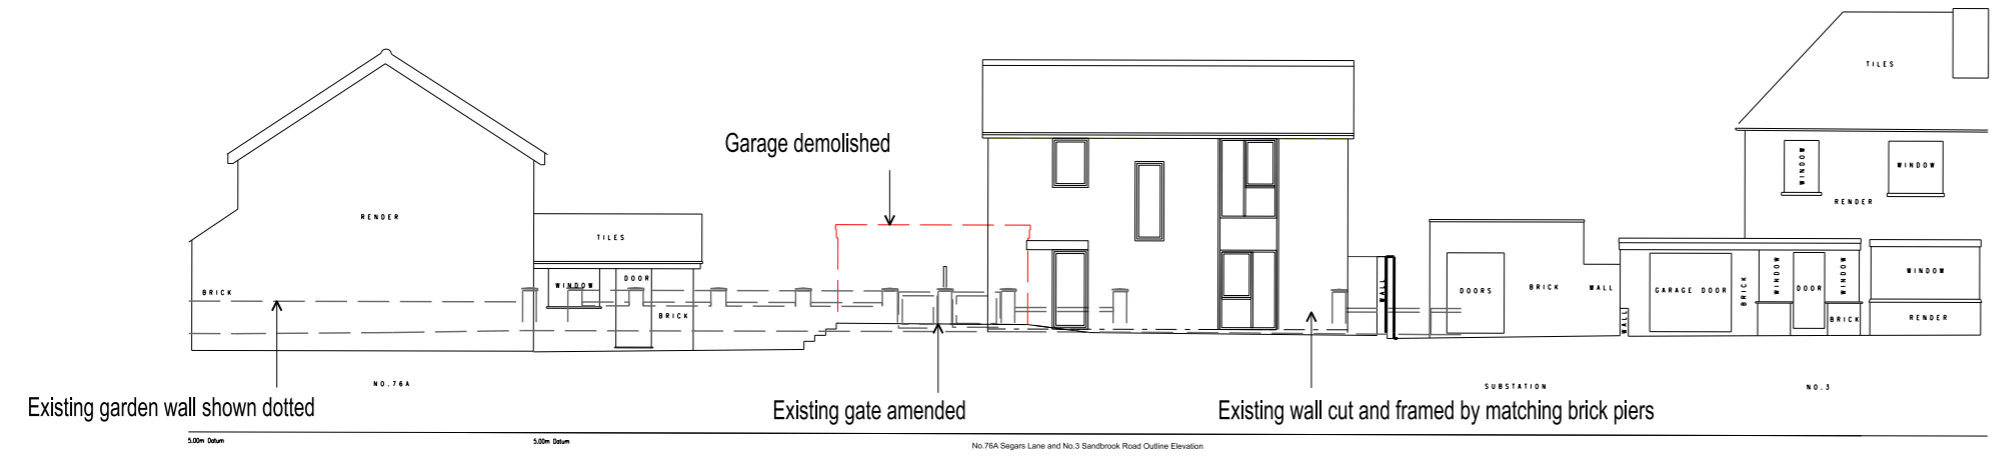 TILES
Garage demolished
WINDOW
WINDOW
RENDER
RENDER
TILES
WINDOW
DOOR
WINDOW
BRICK
BRICK
WALL
DOORS
BRICK
WALL
WALL
GARAGE DOOR
BRICK
WINDOW
DOOR
WINDOW
BRICK
RENDER
NO.76A
SUBSTATION
NO.3
Existing garden wall shown dotted
Existing gate amended
Existing wall cut and framed by matching brick piers
5.00m Datum
5.00m Datum
No.76A Segars Lane and No.3 Sandbrook Road Outline Elevation